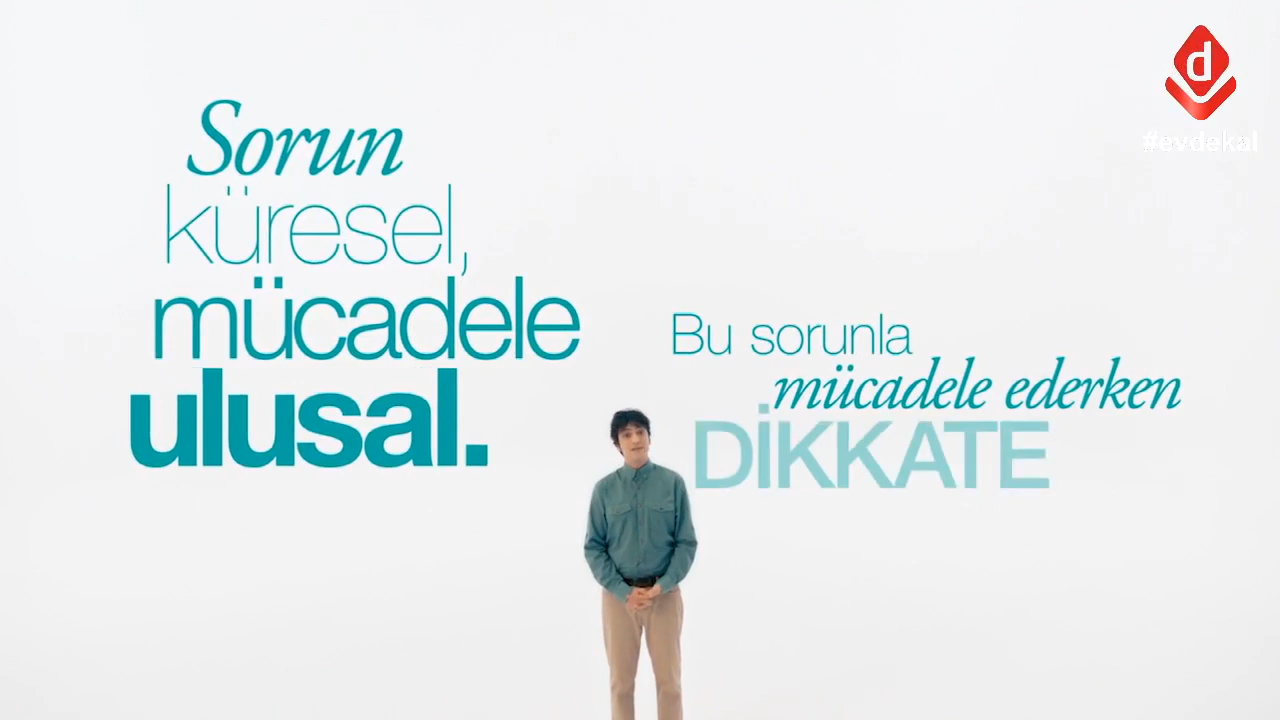 Sorun
küresel,
mücadele
ulusal.
Bu sorunla
mücadele ederken
DİKKATE
d
#evdekal